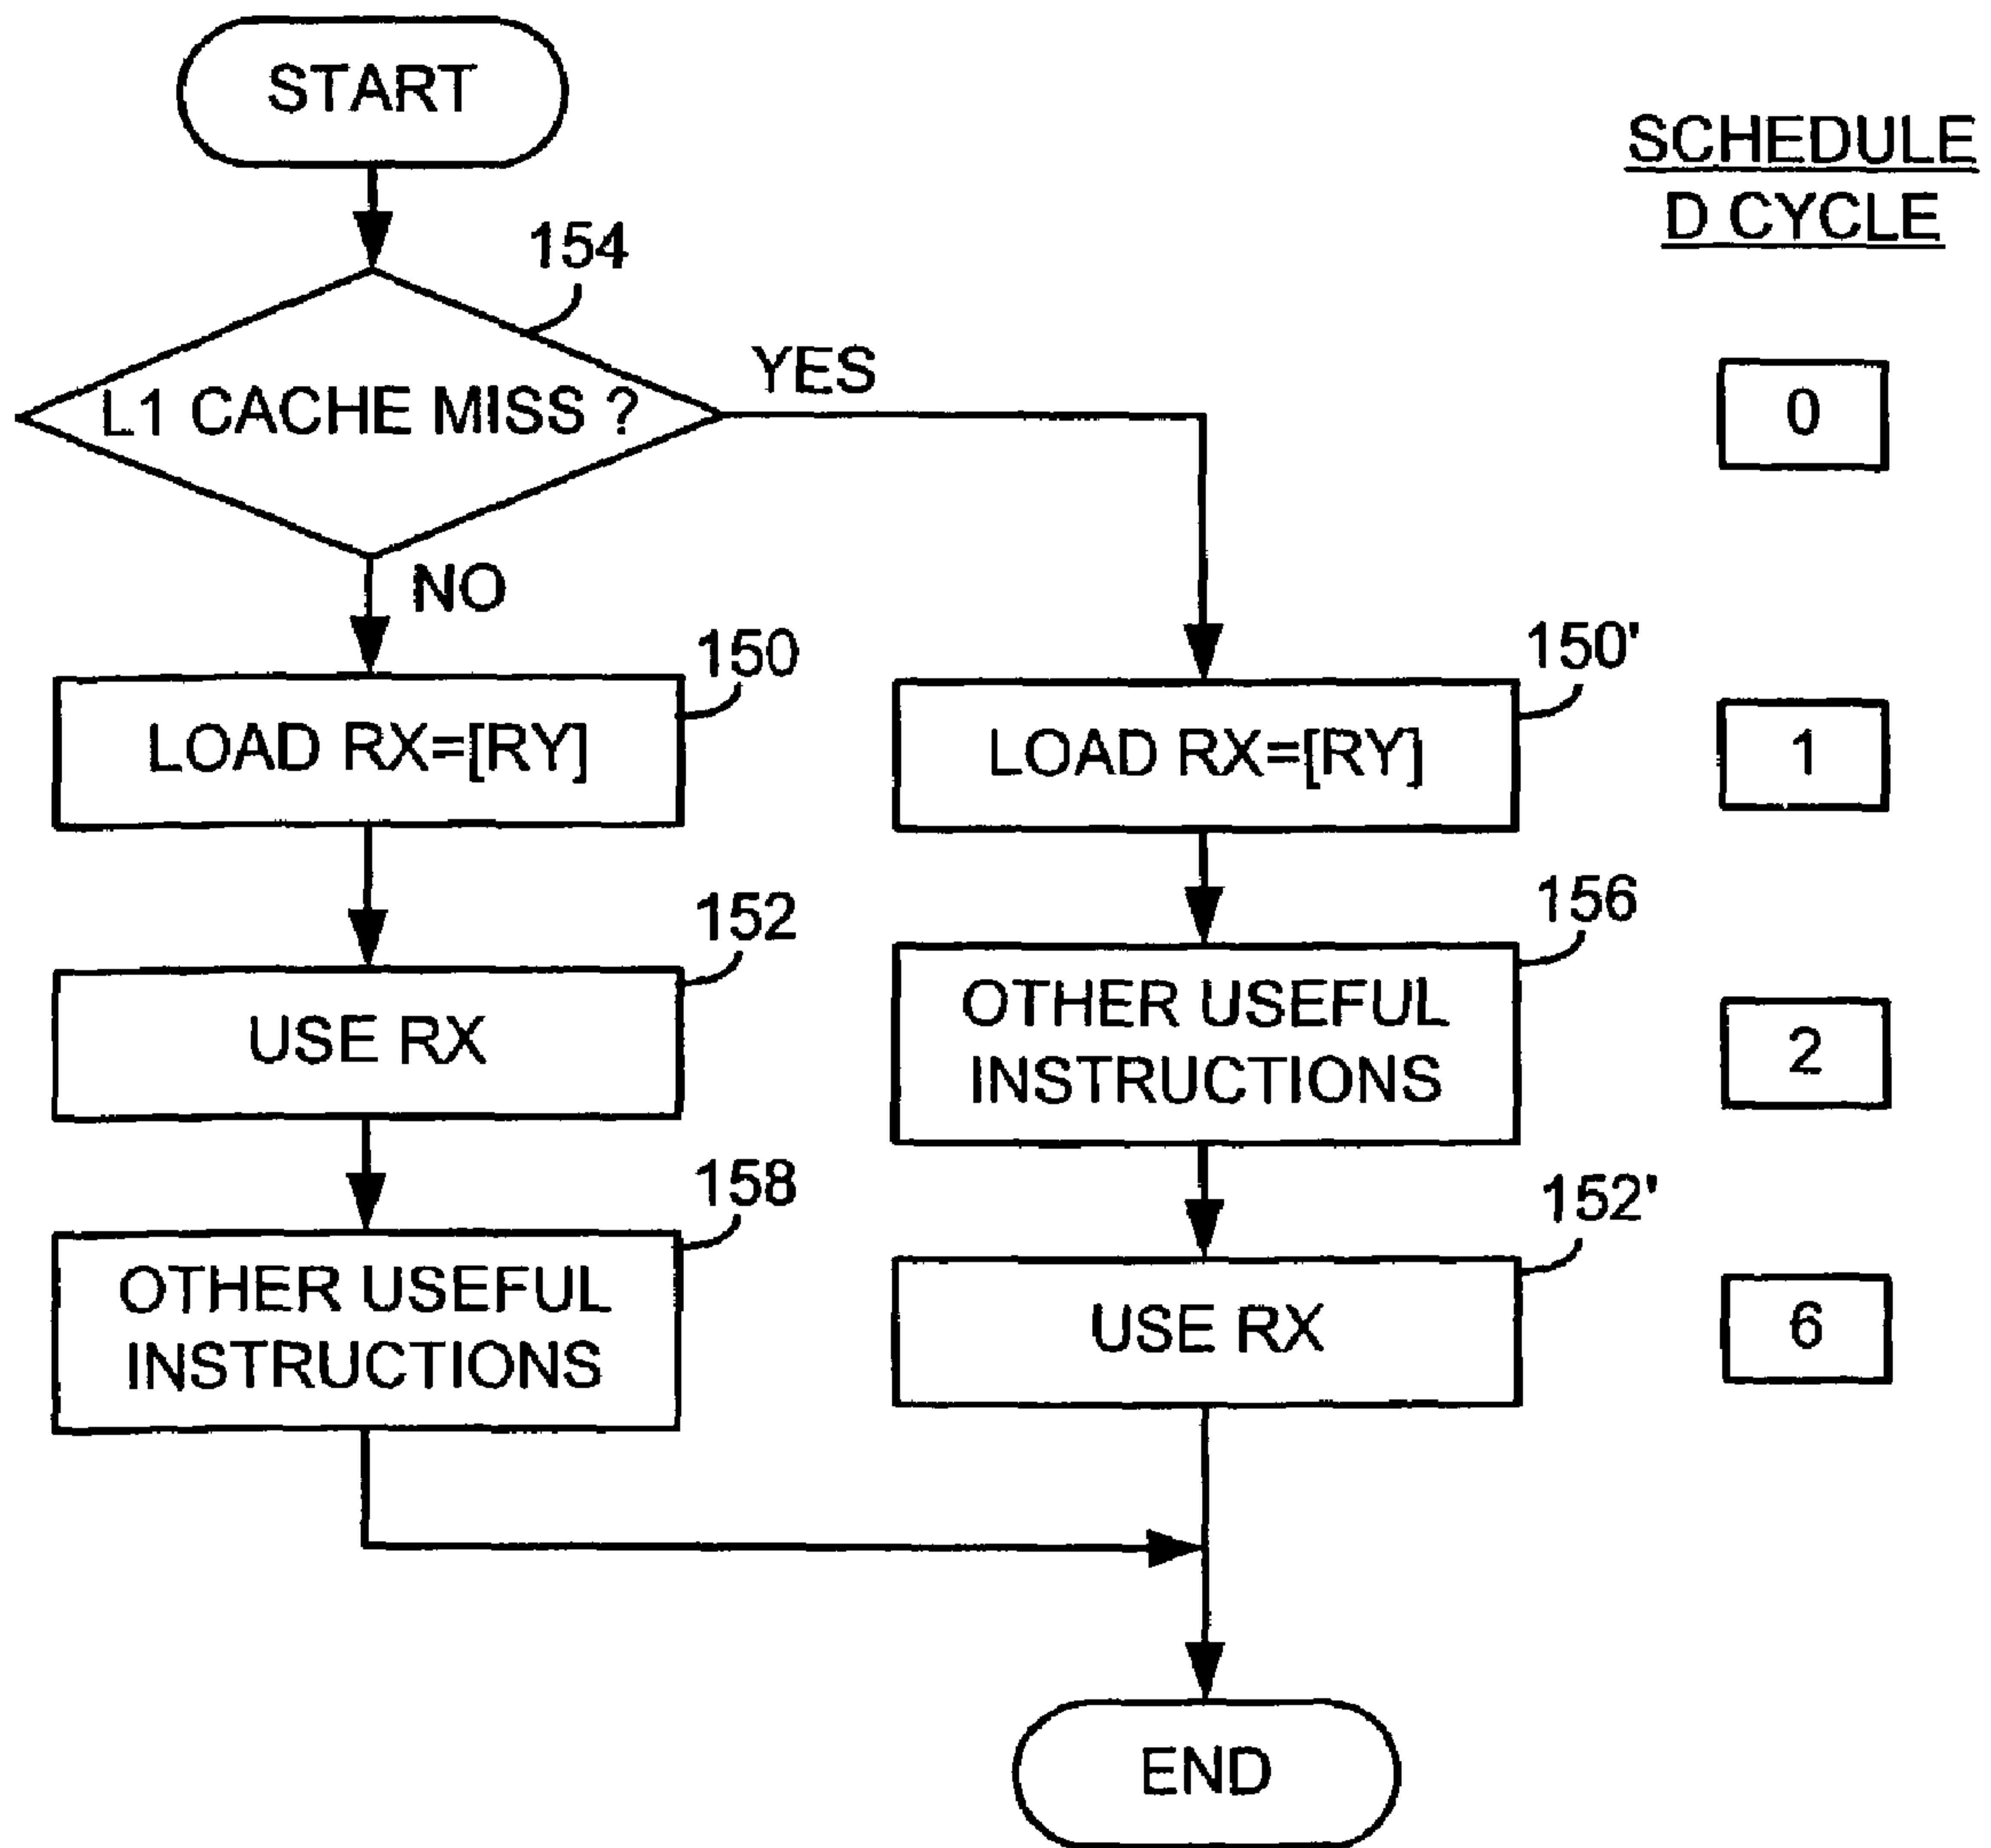 START
SCHEDULE
D CYCLE
154
L1 CACHE MISS ?
YES
0
NO
150
150'
LOAD RX=[RY]
LOAD RX=[RY]
1
152
156
USE RX
OTHER USEFUL
INSTRUCTIONS
2
158
152'
OTHER USEFUL
INSTRUCTIONS
USE RX
6
END